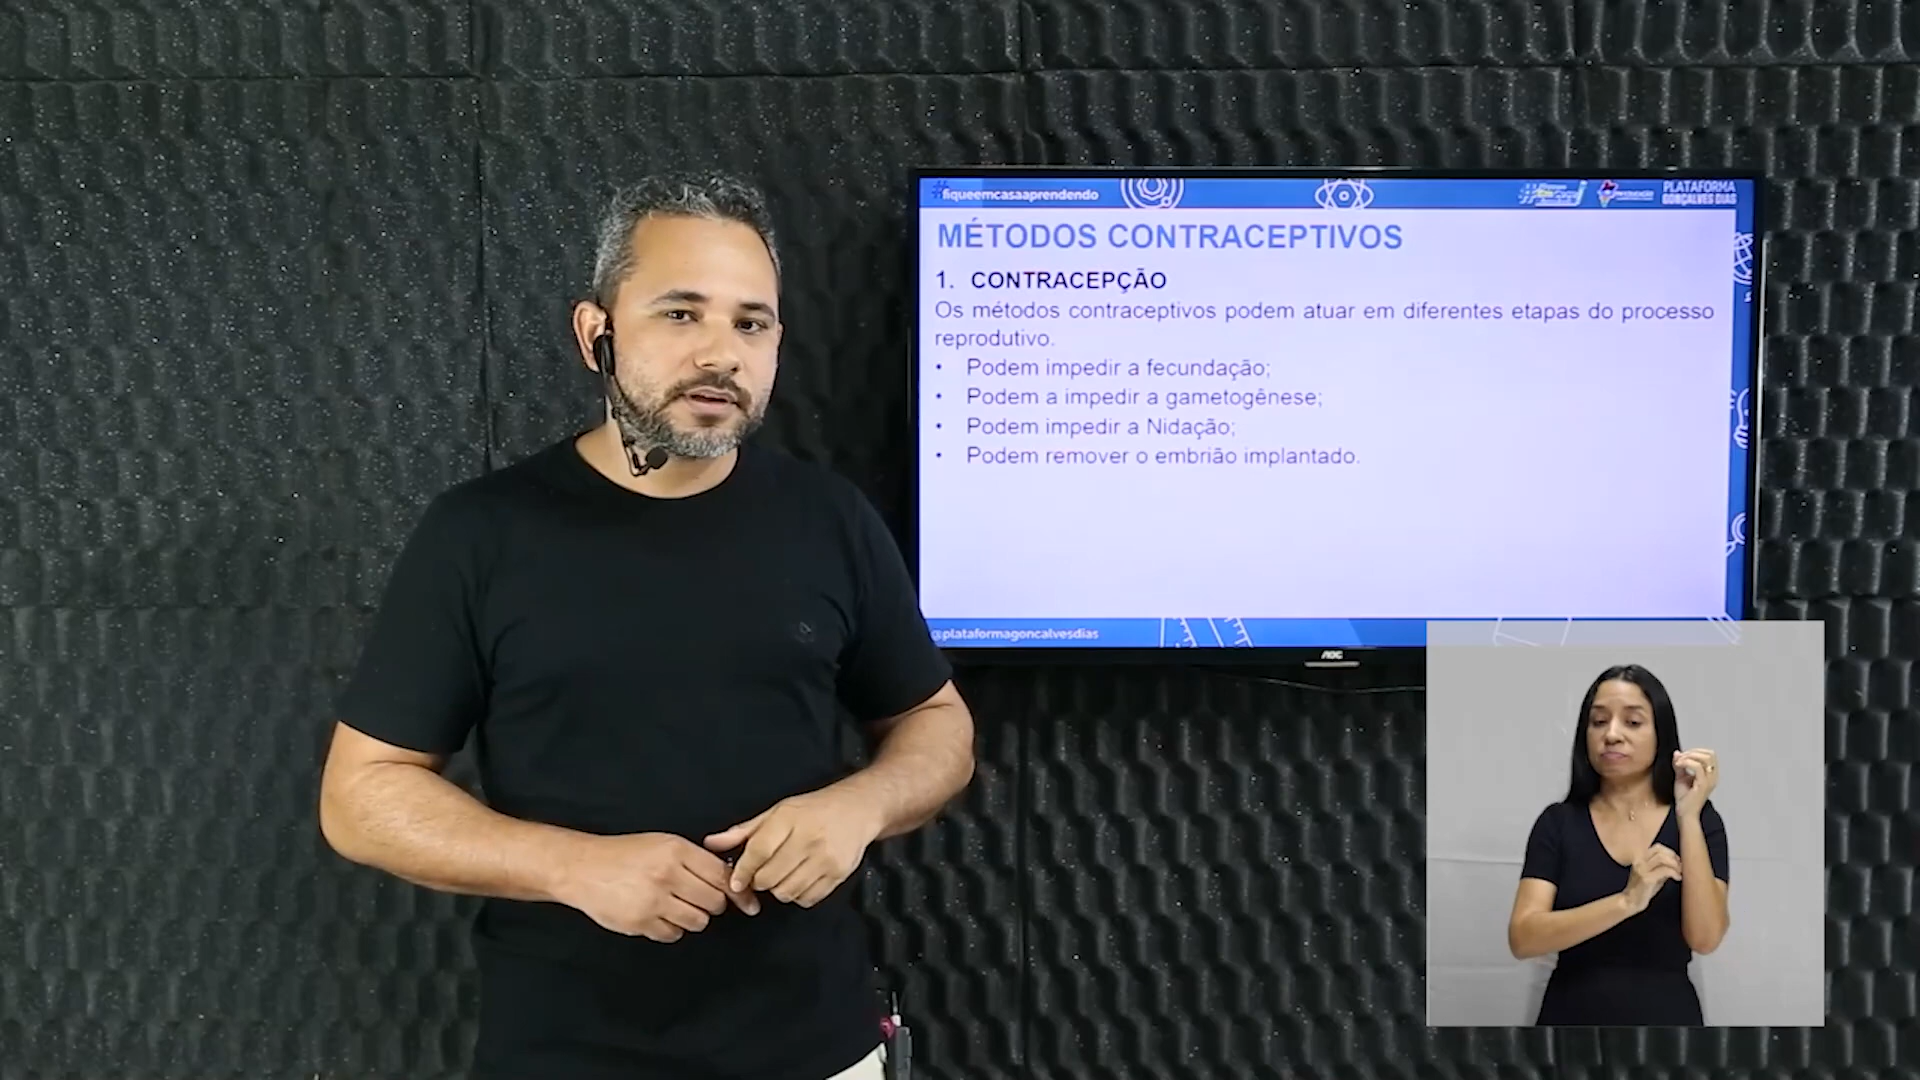 #fiqueemcasaaprendendo
PLATAFORMA
GONÇALVES DIAS
MÉTODOS CONTRACEPTIVOS
1. CONTRACEPÇÃO
Os métodos contraceptivos podem atuar em diferentes etapas do processo
reprodutivo.
• Podem impedir a fecundação;
• Podem a impedir a gametogênese;
• Podem impedir a Nidação;
• Podem remover o embrião implantado.
@plataformagoncalvesdias
AOC